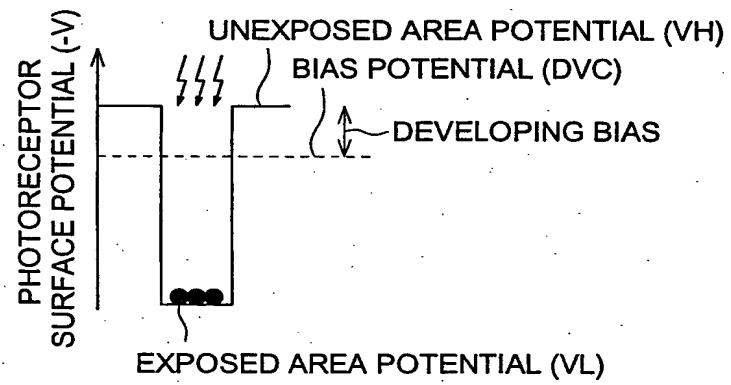 UNEXPOSED AREA POTENTIAL (VH)
BIAS POTENTIAL (DVC)
DEVELOPING BIAS
PHOTORECEPTOR
SURFACE POTENTIAL (-V)
EXPOSED AREA POTENTIAL (VL)